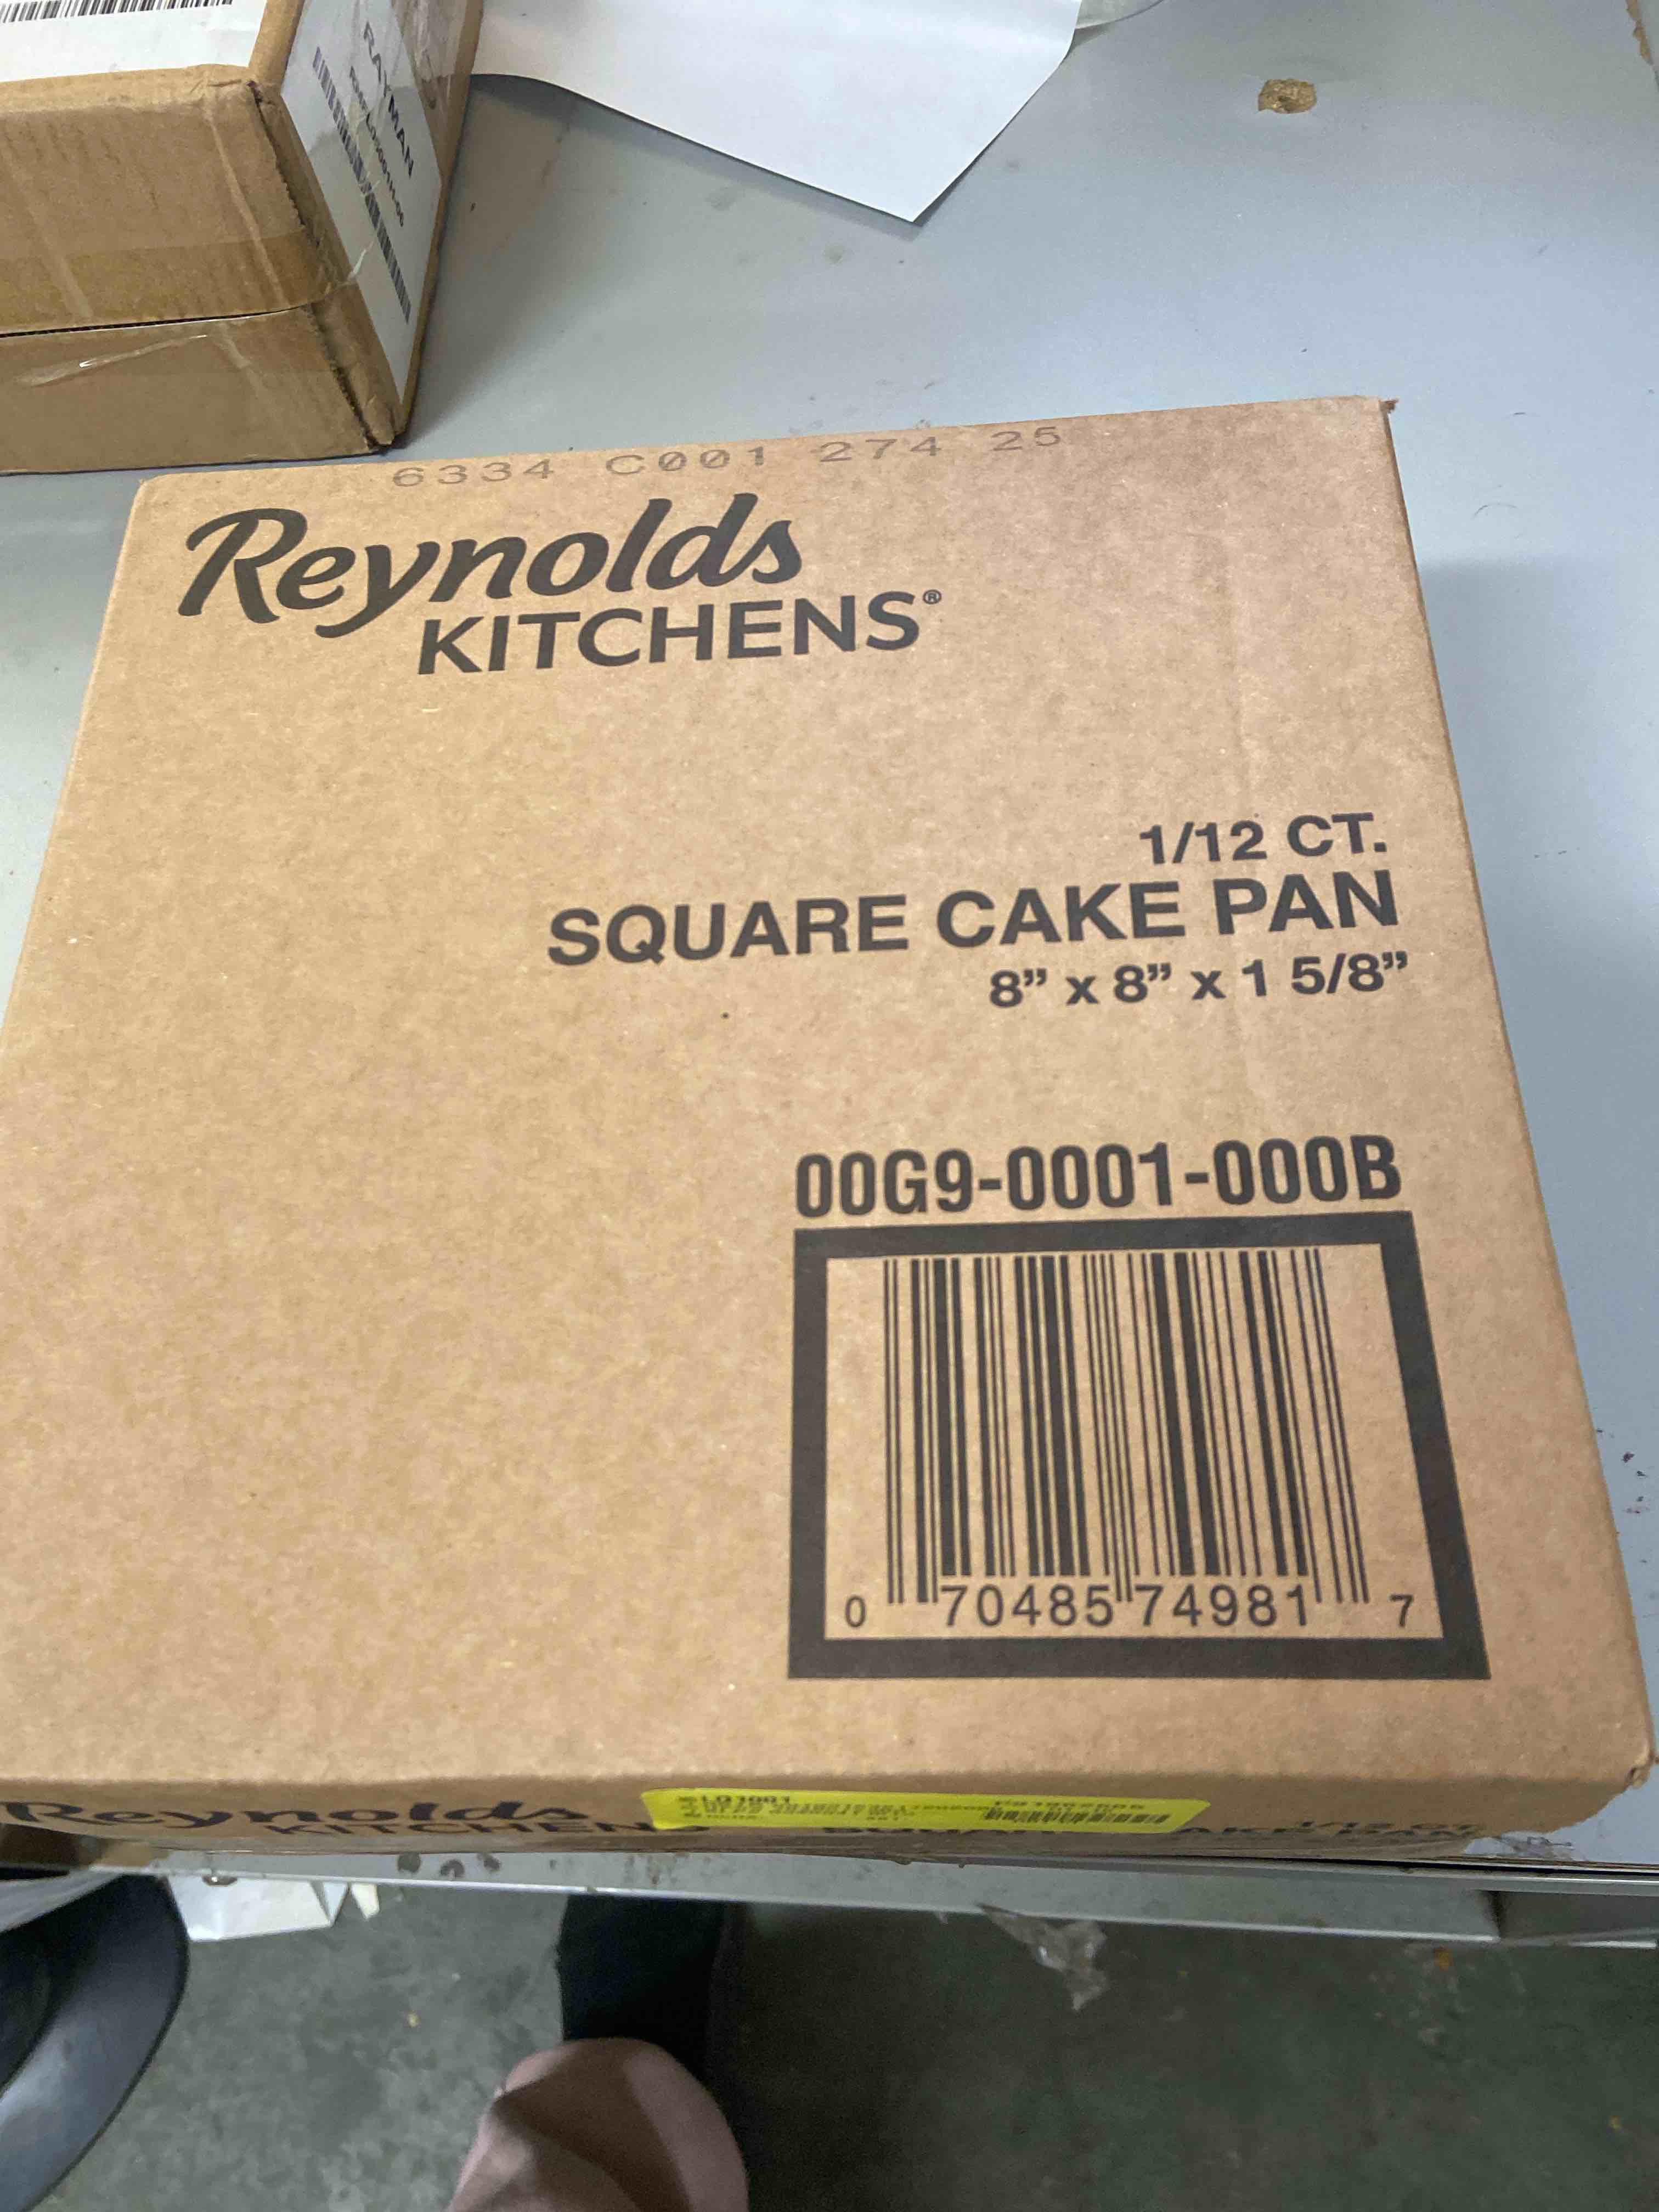 RAYMAN
6334 C001 274 25
Reynolds
KITCHENS®
1/12 CT.
SQUARE CAKE PAN
8” x 8” x 1 5/8”
00G9-0001-000B
0 70485 74981 7
Reynolds
KITCHENS